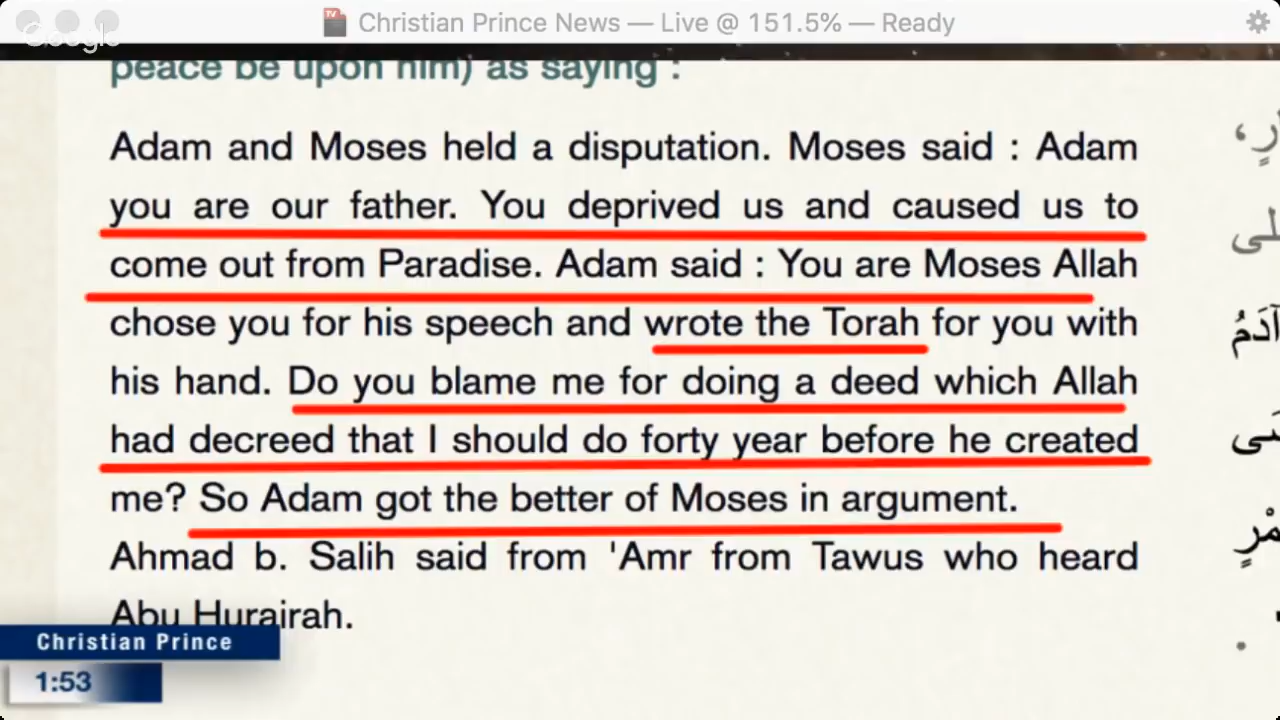 Christian Prince News — Live @ 151.5% — Ready
Google
peace be upon him) as saying :
Adam and Moses held a disputation. Moses said : Adam
you are our father. You deprived us and caused us to
come out from Paradise. Adam said : You are Moses Allah
chose you for his speech and wrote the Torah for you with
his hand. Do you blame me for doing a deed which Allah
had decreed that I should do forty year before he created
me? So Adam got the better of Moses in argument.
Ahmad b. Salih said from 'Amr from Tawus who heard
Abu Hurairah.
آدَمُ
Christian Prince
1:53